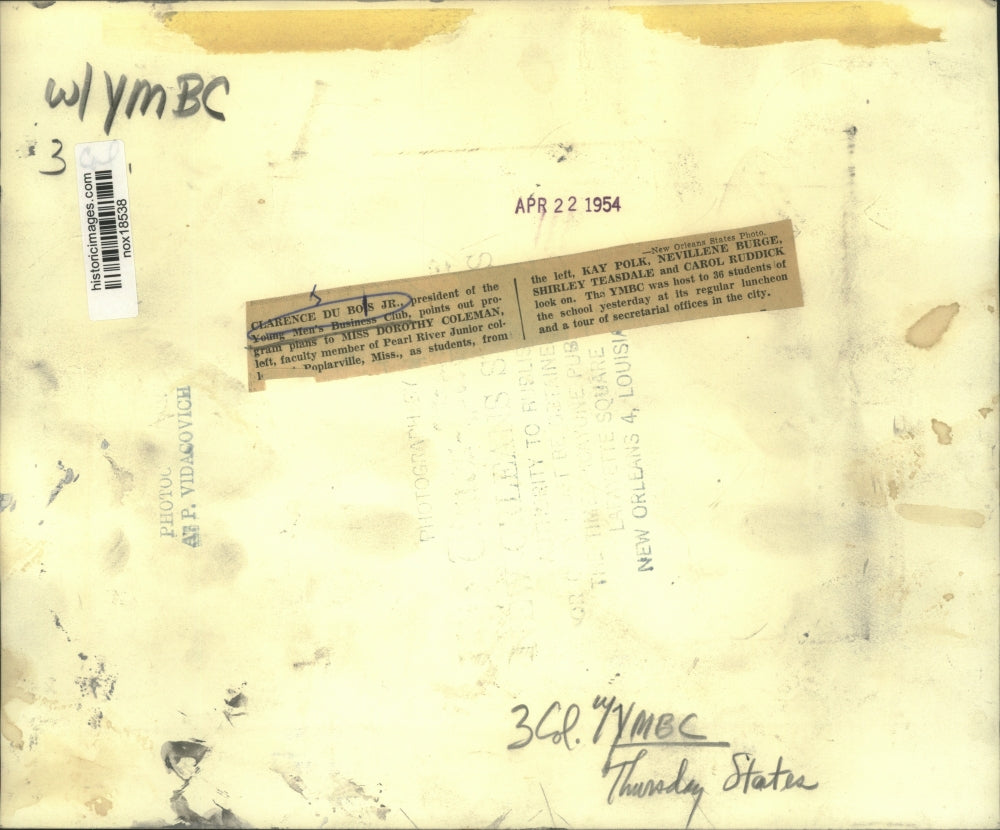 w/YMBC
3
historicimages.com
nox18538
APR 22 1954
CLARENCE DU BOIS JR., president of the
Young Men's Business Club, points out pro-
gram plans to MISS DOROTHY COLEMAN,
left, faculty member of Pearl River Junior col-
Poplarville, Miss., as students, from
—New Orleans States Photo.
the left, KAY POLK, NEVILLENE BURGE,
SHIRLEY TEASDALE and CAROL RUDDICK
look on. The YMBC was host to 36 students of
the school yesterday at its regular luncheon
and a tour of secretarial offices in the city.
P. VIDACOVICH
PHOTOGRAPH BY
NEW ORLEANS 4, LOUISI
3 Col. w/YMBC
Thursday States